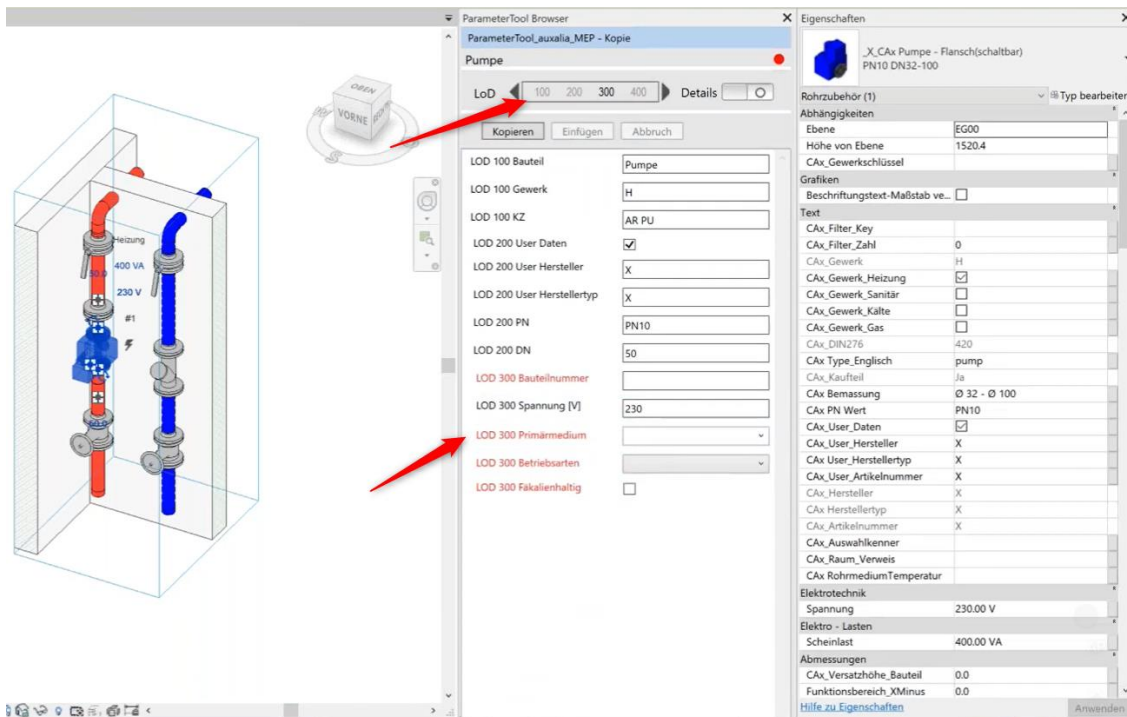 ParameterTool Browser
ParameterTool_auxalia_MEP - Kopie
Pumpe
LoD 100 200 300 400 Details
Kopieren Einfügen Abbruch
LOD 100 Bauteil Pumpe
LOD 100 Gewerk H
LOD 100 KZ AR PU
LOD 200 User Daten
LOD 200 User Hersteller X
LOD 200 User Herstellertyp X
LOD 200 PN PN10
LOD 200 DN 50
LOD 300 Bauteilnummer
LOD 300 Spannung [V] 230
LOD 300 Primärmedium
LOD 300 Betriebsarten
LOD 300 Fäkalienhaltig
OBEN
VORNE
Heizung
400 VA
50.0
230 V
#1
Eigenschaften
_X_CAx Pumpe - Flansch(schaltbar)
PN10 DN32-100
Rohrzubehör (1) Typ bearbeiten
Abhängigkeiten
Ebene EG00
Höhe von Ebene 1520.4
CAx_Gewerkschlüssel
Grafiken
Beschriftungstext-Maßstab ve...
Text
CAx_Filter_Key
CAx_Filter_Zahl 0
CAx_Gewerk H
CAx_Gewerk_Heizung
CAx_Gewerk_Sanitär
CAx_Gewerk_Kälte
CAx_Gewerk_Gas
CAx_DIN276 420
CAx Type_Englisch pump
CAx_Kaufteil Ja
CAx Bemassung Ø 32 - Ø 100
CAx PN Wert PN10
CAx_User_Daten
CAx_User_Hersteller X
CAx User_Herstellertyp X
CAx_User_Artikelnummer X
CAx_Hersteller X
CAx Herstellertyp X
CAx_Artikelnummer X
CAx_Auswahlkenner
CAx_Raum_Verweis
CAx RohrmediumTemperatur
Elektrotechnik
Spannung 230.00 V
Elektro - Lasten
Scheinlast 400.00 VA
Abmessungen
CAx_Versatzhöhe_Bauteil 0.0
Funktionsbereich_XMinus 0.0
Hilfe zu Eigenschaften Anwenden